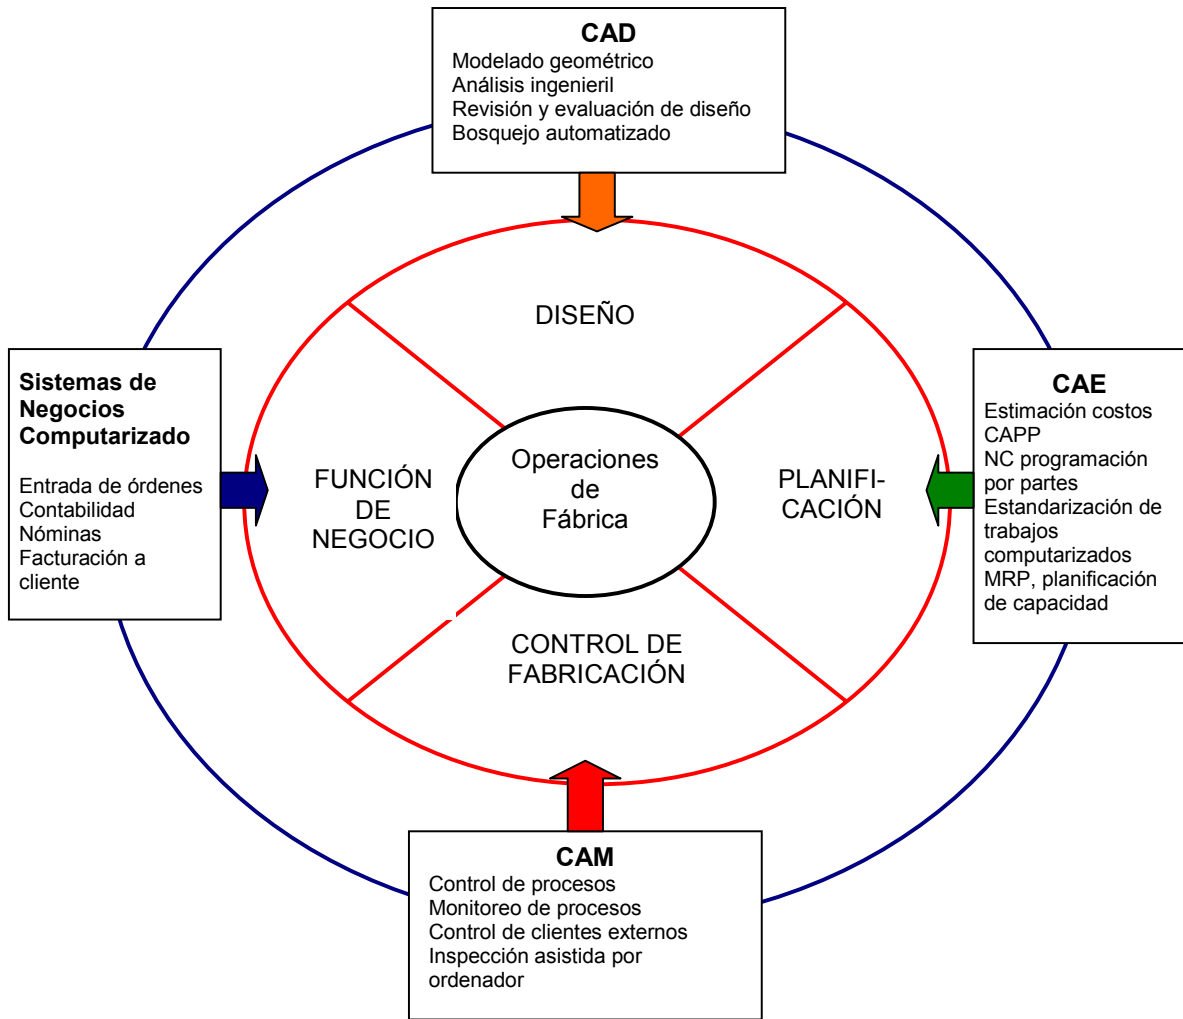 CAD
Modelado geométrico
Análisis ingenieril
Revisión y evaluación de diseño
Bosquejo automatizado
DISEÑO
Sistemas de
Negocios
Computarizado
Entrada de órdenes
Contabilidad
Nóminas
Facturación a
cliente
FUNCIÓN
DE
NEGOCIO
Operaciones
de
Fábrica
PLANIFI-
CACIÓN
CAE
Estimación costos
CAPP
NC programación
por partes
Estandarización de
trabajos
computarizados
MRP, planificación
de capacidad
CONTROL DE
FABRICACIÓN
CAM
Control de procesos
Monitoreo de procesos
Control de clientes externos
Inspección asistida por
ordenador